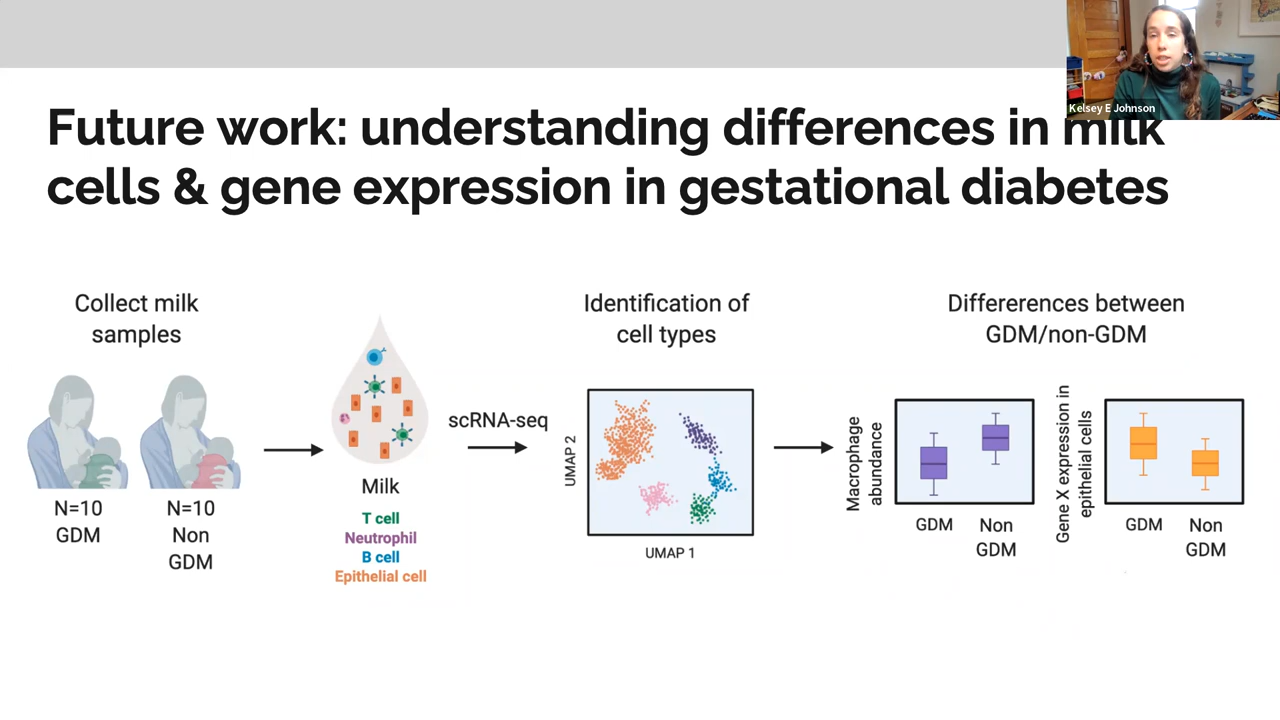 Kelsey E Johnson
Future work: understanding differences in milk
cells & gene expression in gestational diabetes
Collect milk
samples
N=10
GDM
N=10
Non
GDM
Milk
T cell
Neutrophil
B cell
Epithelial cell
scRNA-seq
Identification of
cell types
UMAP 2
UMAP 1
Differerences between
GDM/non-GDM
Macrophage
abundance
GDM
Non
GDM
Gene X expression in
epithelial cells
GDM
Non
GDM